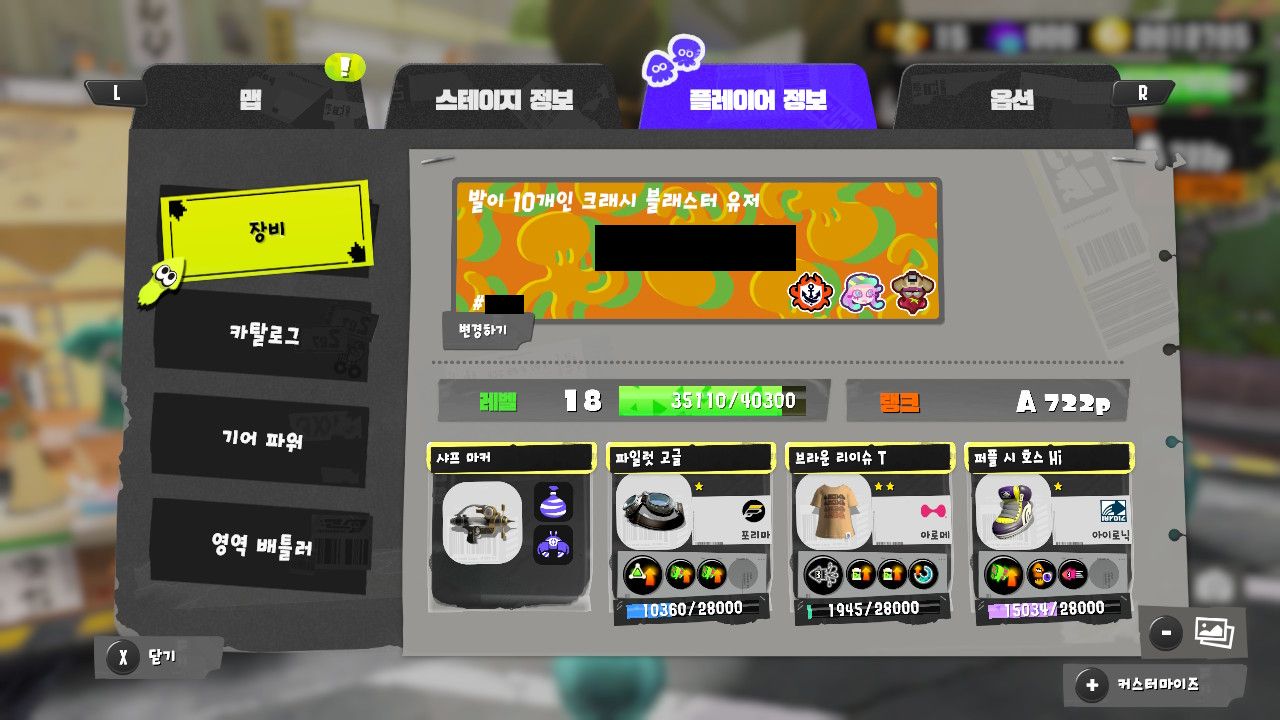 15
000
0018705
L
맵
!
스테이지 정보
플레이어 정보
옵션
R
장비
카탈로그
기어 파워
영역 배틀러
발이 10개인 크래시 블래스터 유저
#
변경하기
레벨 18 35110/40300
랭크 A 722p
샤프 마커
파일럿 고글
브라운 리이슈 T
퍼플 시 호스 Hi
포리마
아로메
아이로닉
10360/28000
1945/28000
15034/28000
X 닫기
-
+ 커스터마이즈